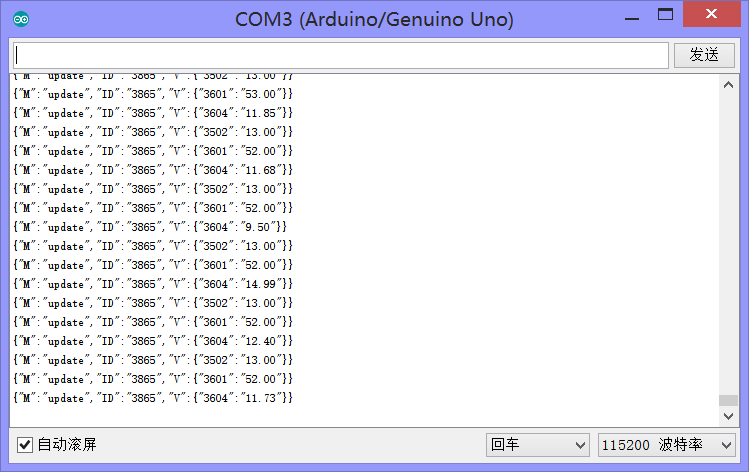 COM3 (Arduino/Genuino Uno)
发送
{"M":"update","ID":"3865","V":{"3502":"13.00"}}
{"M":"update","ID":"3865","V":{"3601":"53.00"}}
{"M":"update","ID":"3865","V":{"3604":"11.85"}}
{"M":"update","ID":"3865","V":{"3502":"13.00"}}
{"M":"update","ID":"3865","V":{"3601":"52.00"}}
{"M":"update","ID":"3865","V":{"3604":"11.68"}}
{"M":"update","ID":"3865","V":{"3502":"13.00"}}
{"M":"update","ID":"3865","V":{"3601":"52.00"}}
{"M":"update","ID":"3865","V":{"3604":"9.50"}}
{"M":"update","ID":"3865","V":{"3502":"13.00"}}
{"M":"update","ID":"3865","V":{"3601":"52.00"}}
{"M":"update","ID":"3865","V":{"3604":"14.99"}}
{"M":"update","ID":"3865","V":{"3502":"13.00"}}
{"M":"update","ID":"3865","V":{"3601":"52.00"}}
{"M":"update","ID":"3865","V":{"3604":"12.40"}}
{"M":"update","ID":"3865","V":{"3502":"13.00"}}
{"M":"update","ID":"3865","V":{"3601":"52.00"}}
{"M":"update","ID":"3865","V":{"3604":"11.73"}}
自动滚屏 回车 115200 波特率